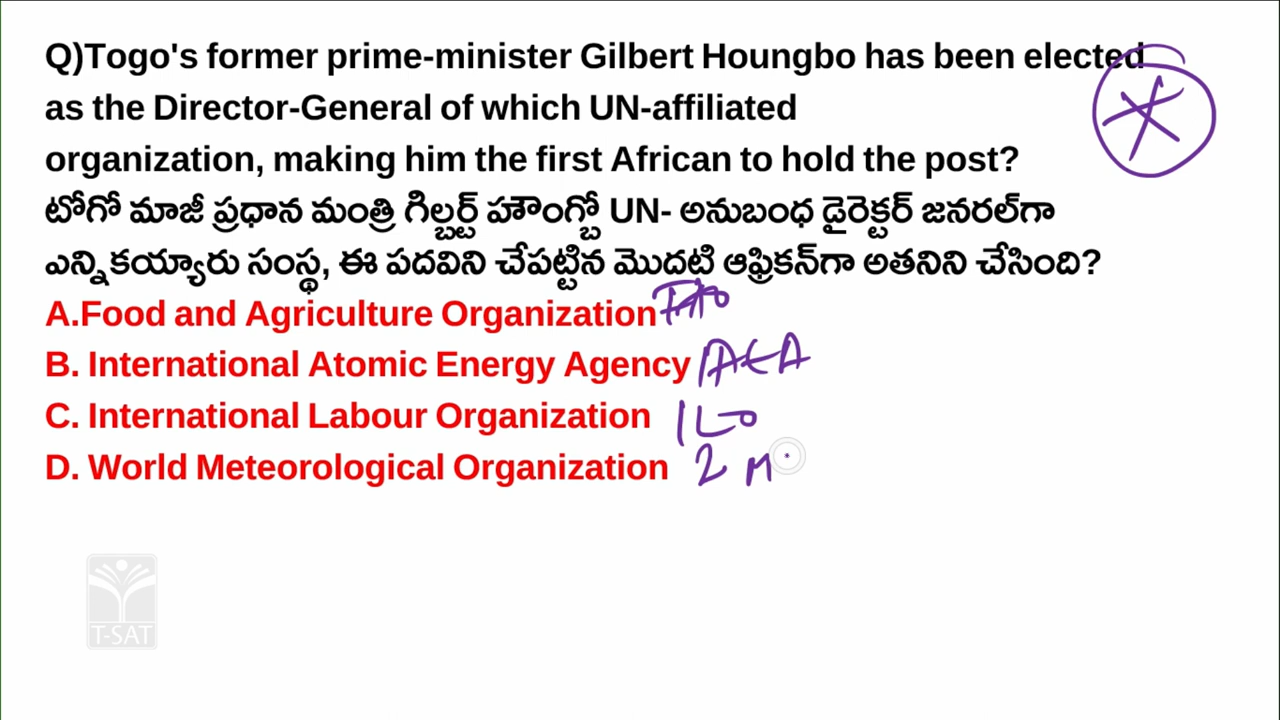 Q)Togo's former prime-minister Gilbert Houngbo has been elected
as the Director-General of which UN-affiliated
organization, making him the first African to hold the post?
టోగో మాజీ ప్రధాన మంత్రి గిల్బర్ట్ హౌంగ్బో UN- అనుబంధ డైరెక్టర్ జనరల్‌గా
ఎన్నికయ్యారు సంస్థ, ఈ పదవిని చేపట్టిన మొదటి ఆఫ్రికన్‌గా అతనిని చేసింది?
A.Food and Agriculture Organization FAO
B. International Atomic Energy Agency IAEA
C. International Labour Organization ILO
D. World Meteorological Organization M
T-SAT